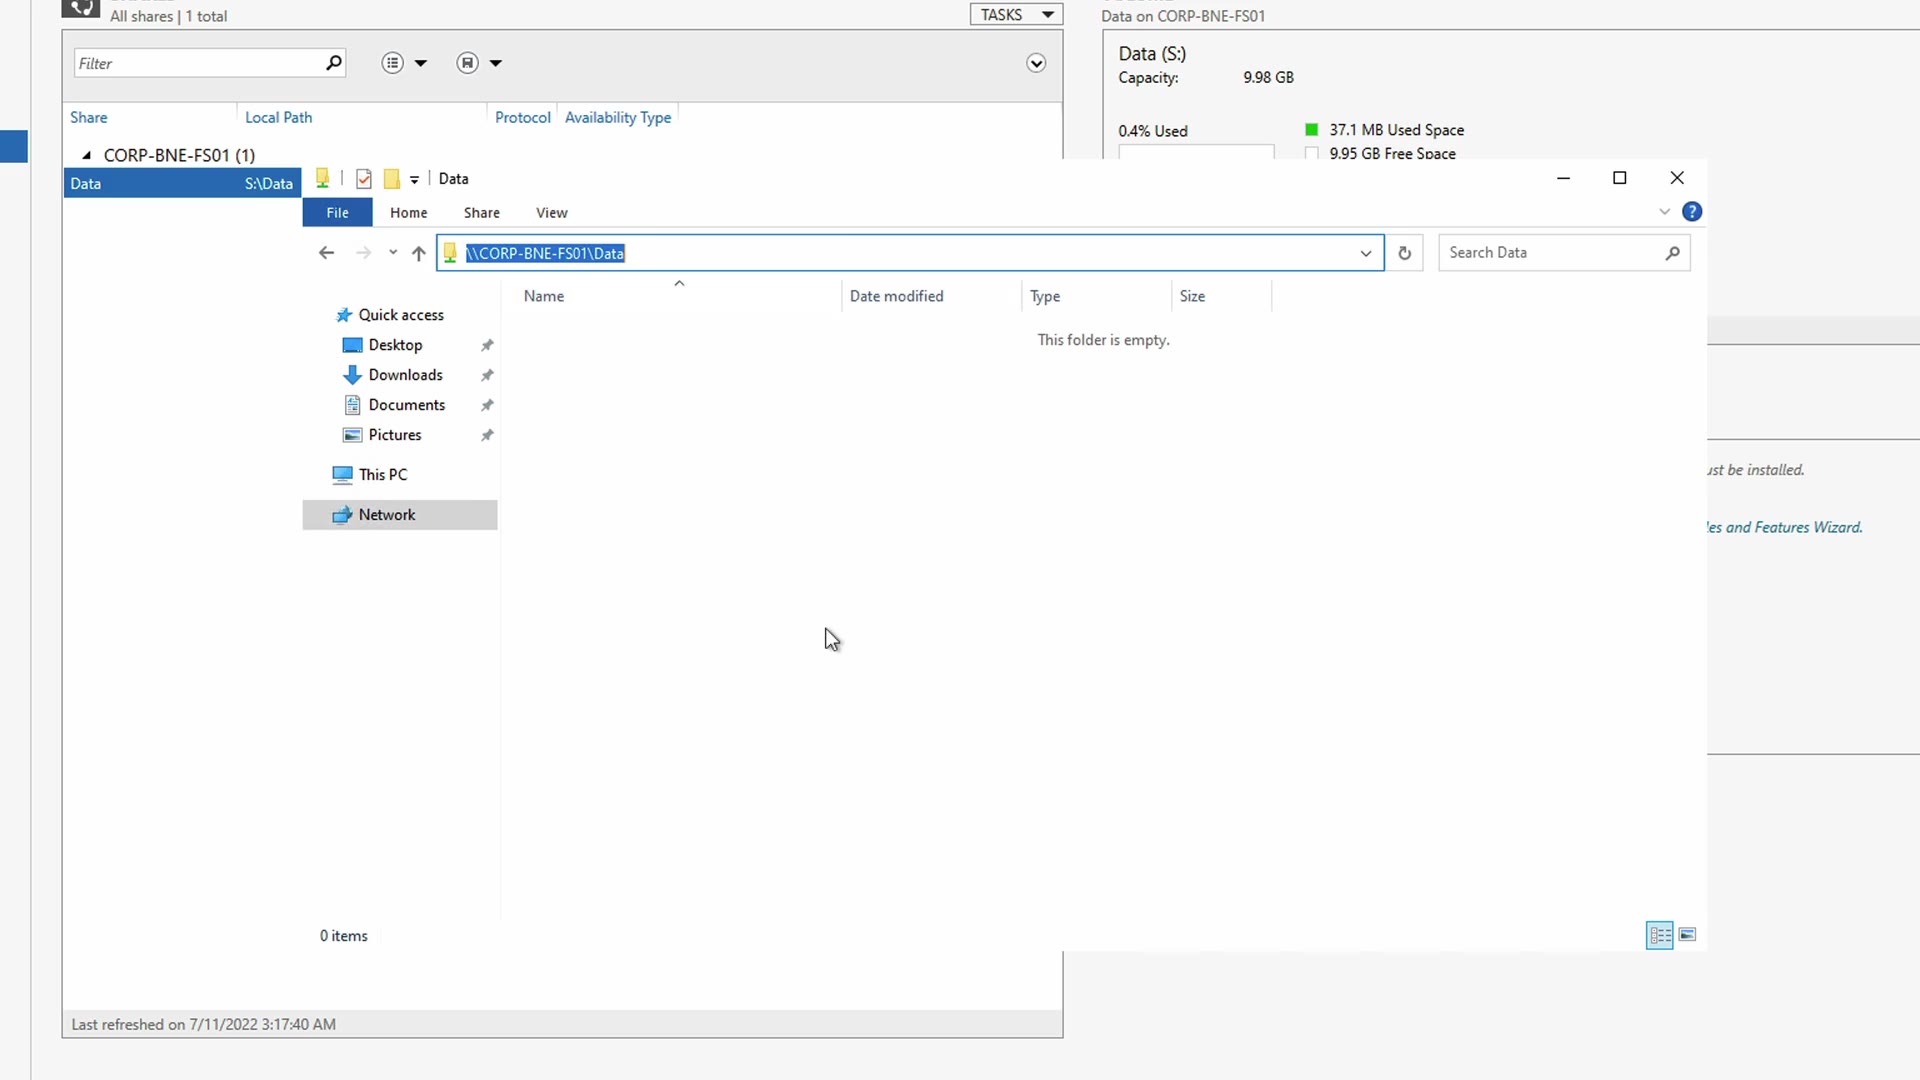 All shares | 1 total
TASKS
Filter
Share Local Path Protocol Availability Type
CORP-BNE-FS01 (1)
Data S:\Data
Data on CORP-BNE-FS01
Data (S:)
Capacity: 9.98 GB
0.4% Used
37.1 MB Used Space
9.95 GB Free Space
Data
File Home Share View
\\CORP-BNE-FS01\Data
Search Data
Name Date modified Type Size
This folder is empty.
Quick access
Desktop
Downloads
Documents
Pictures
This PC
Network
0 items
ust be installed.
les and Features Wizard.
Last refreshed on 7/11/2022 3:17:40 AM